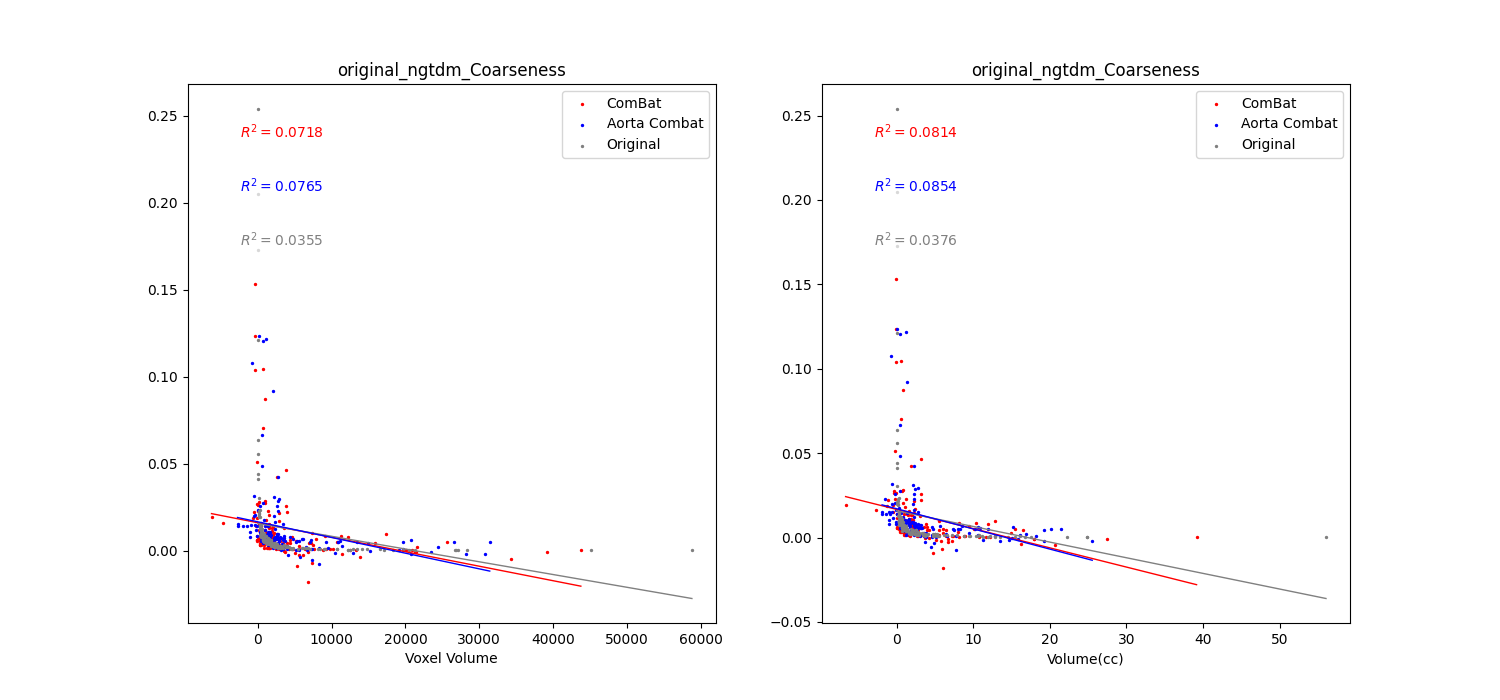 original_ngtdm_Coarseness
ComBat
Aorta Combat
Original
R² = 0.0718
R² = 0.0765
R² = 0.0355
0.25
0.20
0.15
0.10
0.05
0.00
0 10000 20000 30000 40000 50000 60000
Voxel Volume
original_ngtdm_Coarseness
ComBat
Aorta Combat
Original
R² = 0.0814
R² = 0.0854
R² = 0.0376
0.25
0.20
0.15
0.10
0.05
0.00
−0.05
0 10 20 30 40 50
Volume(cc)